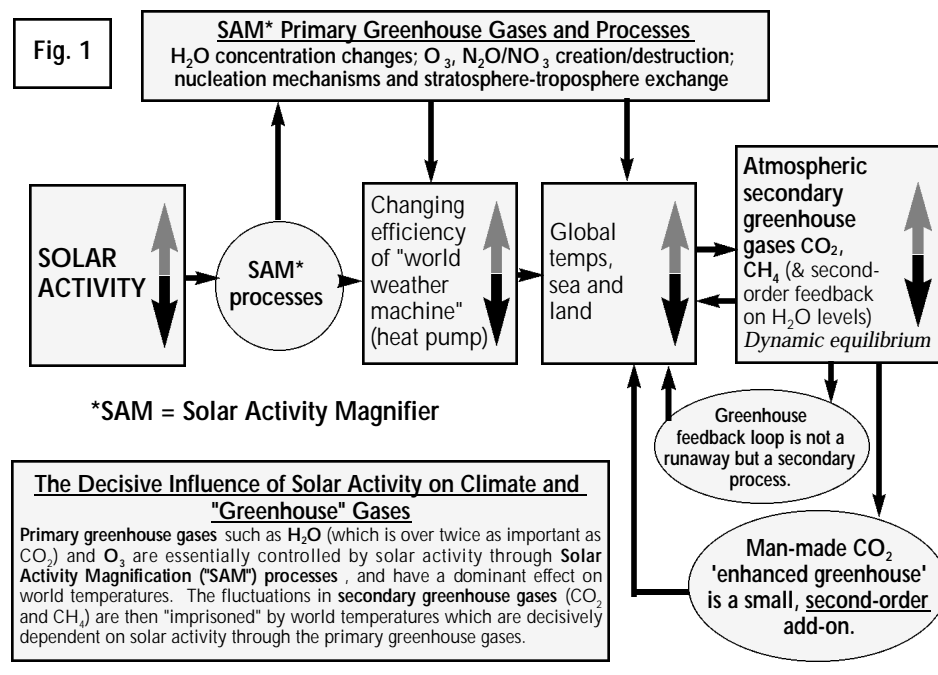 Fig. 1
SAM* Primary Greenhouse Gases and Processes
H₂O concentration changes; O₃, N₂O/NO₃ creation/destruction;
nucleation mechanisms and stratosphere-troposphere exchange
SOLAR
ACTIVITY
SAM*
processes
Changing
efficiency
of "world
weather
machine"
(heat pump)
Global
temps,
sea and
land
Atmospheric
secondary
greenhouse
gases CO₂,
CH₄ (& second-
order feedback
on H₂O levels)
Dynamic equilibrium
*SAM = Solar Activity Magnifier
Greenhouse
feedback loop is not a
runaway but a secondary
process.
Man-made CO₂
'enhanced greenhouse'
is a small, second-order
add-on.
The Decisive Influence of Solar Activity on Climate and
"Greenhouse" Gases
Primary greenhouse gases such as H₂O (which is over twice as important as
CO₂) and O₃ are essentially controlled by solar activity through Solar
Activity Magnification ("SAM") processes , and have a dominant effect on
world temperatures. The fluctuations in secondary greenhouse gases (CO₂
and CH₄) are then "imprisoned" by world temperatures which are decisively
dependent on solar activity through the primary greenhouse gases.